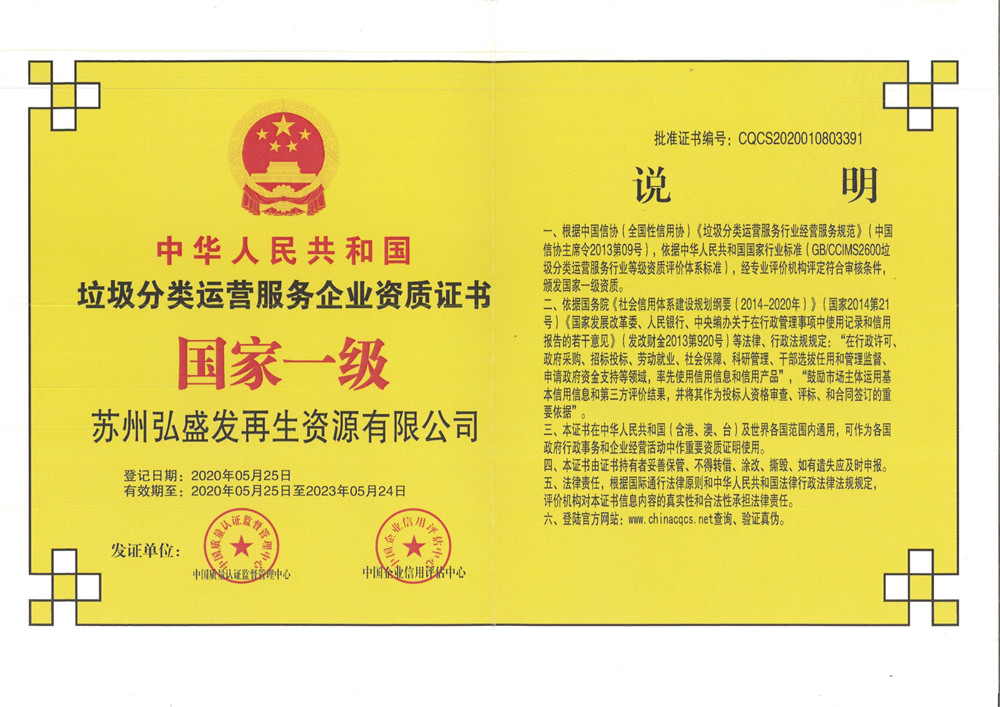 中华人民共和国
垃圾分类运营服务企业资质证书
国家一级
苏州弘盛发再生资源有限公司
登记日期：2020年05月25日
有效期至：2020年05月25日至2023年05月24日
发证单位：
中国质量认证监督管理中心
中国质量认证监督管理中心
中国企业信用评估中心
中国企业信用评估中心
批准证书编号：CQCS2020010803391
说 明
一、根据中国信协（全国性信用协）《垃圾分类运营服务行业经营服务规范》（中国
信协主席令2013第09号），依据中华人民共和国国家行业标准（GB/CCIMS2600垃
圾分类运营服务行业等级资质评价体系标准），经专业评价机构评定符合审核条件，
颁发国家一级资质。
二、依据国务院《社会信用体系建设规划纲要（2014-2020年）》（国家2014第21
号）《国家发展改革委、人民银行、中央编办关于在行政管理事项中使用记录和信用
报告的若干意见》（发改财金2013第920号）等法律、行政法规规定：“在行政许可、
政府采购、招标投标、劳动就业、社会保障、科研管理、干部选拔任用和管理监督、
申请政府资金支持等领域，率先使用信用信息和信用产品”，“鼓励市场主体运用基
本信用信息和第三方评价结果，并将其作为投标人资格审查、评标、和合同签订的重
要依据”。
三、本证书在中华人民共和国（含港、澳、台）及世界各国范围内通用，可作为各国
政府行政事务和企业经营活动中作重要资质证明使用。
四、本证书由证书持有者妥善保管、不得转借、涂改、撕毁、如有遗失应及时申报。
五、法律责任，根据国际通行法律原则和中华人民共和国法律行政法律法规规定，
评价机构对本证书信息内容的真实性和合法性承担法律责任。
六、登陆官方网站：www.chinacqcs.net查询、验证真伪。